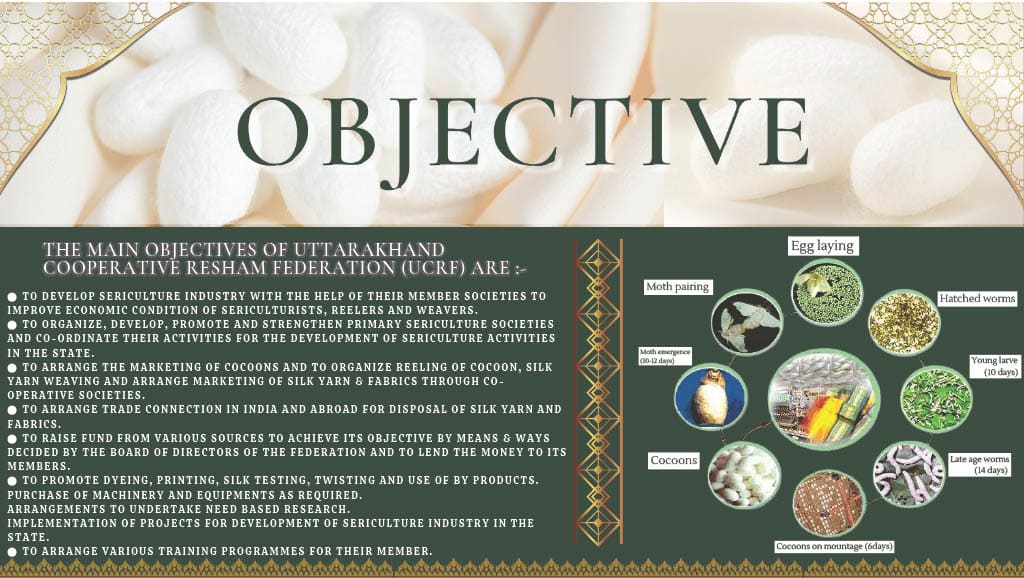 OBJECTIVE
THE MAIN OBJECTIVES OF UTTARAKHAND
COOPERATIVE RESHAM FEDERATION (UCRF) ARE :-
● TO DEVELOP SERICULTURE INDUSTRY WITH THE HELP OF THEIR MEMBER SOCIETIES TO
IMPROVE ECONOMIC CONDITION OF SERICULTURISTS, REELERS AND WEAVERS.
● TO ORGANIZE, DEVELOP, PROMOTE AND STRENGTHEN PRIMARY SERICULTURE SOCIETIES
AND CO-ORDINATE THEIR ACTIVITIES FOR THE DEVELOPMENT OF SERICULTURE ACTIVITIES
IN THE STATE.
● TO ARRANGE THE MARKETING OF COCOONS AND TO ORGANIZE REELING OF COCOON, SILK
YARN WEAVING AND ARRANGE MARKETING OF SILK YARN & FABRICS THROUGH CO-
OPERATIVE SOCIETIES.
● TO ARRANGE TRADE CONNECTION IN INDIA AND ABROAD FOR DISPOSAL OF SILK YARN AND
FABRICS.
● TO RAISE FUND FROM VARIOUS SOURCES TO ACHIEVE ITS OBJECTIVE BY MEANS & WAYS
DECIDED BY THE BOARD OF DIRECTORS OF THE FEDERATION AND TO LEND THE MONEY TO ITS
MEMBERS.
● TO PROMOTE DYEING, PRINTING, SILK TESTING, TWISTING AND USE OF BY PRODUCTS.
PURCHASE OF MACHINERY AND EQUIPMENTS AS REQUIRED.
ARRANGEMENTS TO UNDERTAKE NEED BASED RESEARCH.
IMPLEMENTATION OF PROJECTS FOR DEVELOPMENT OF SERICULTURE INDUSTRY IN THE
STATE.
● TO ARRANGE VARIOUS TRAINING PROGRAMMES FOR THEIR MEMBER.
Egg laying
Hatched worms
Young larve
(10 days)
Late age worms
(14 days)
Cocoons on mountage (6days)
Cocoons
Moth emergence
(10-12 days)
Moth pairing